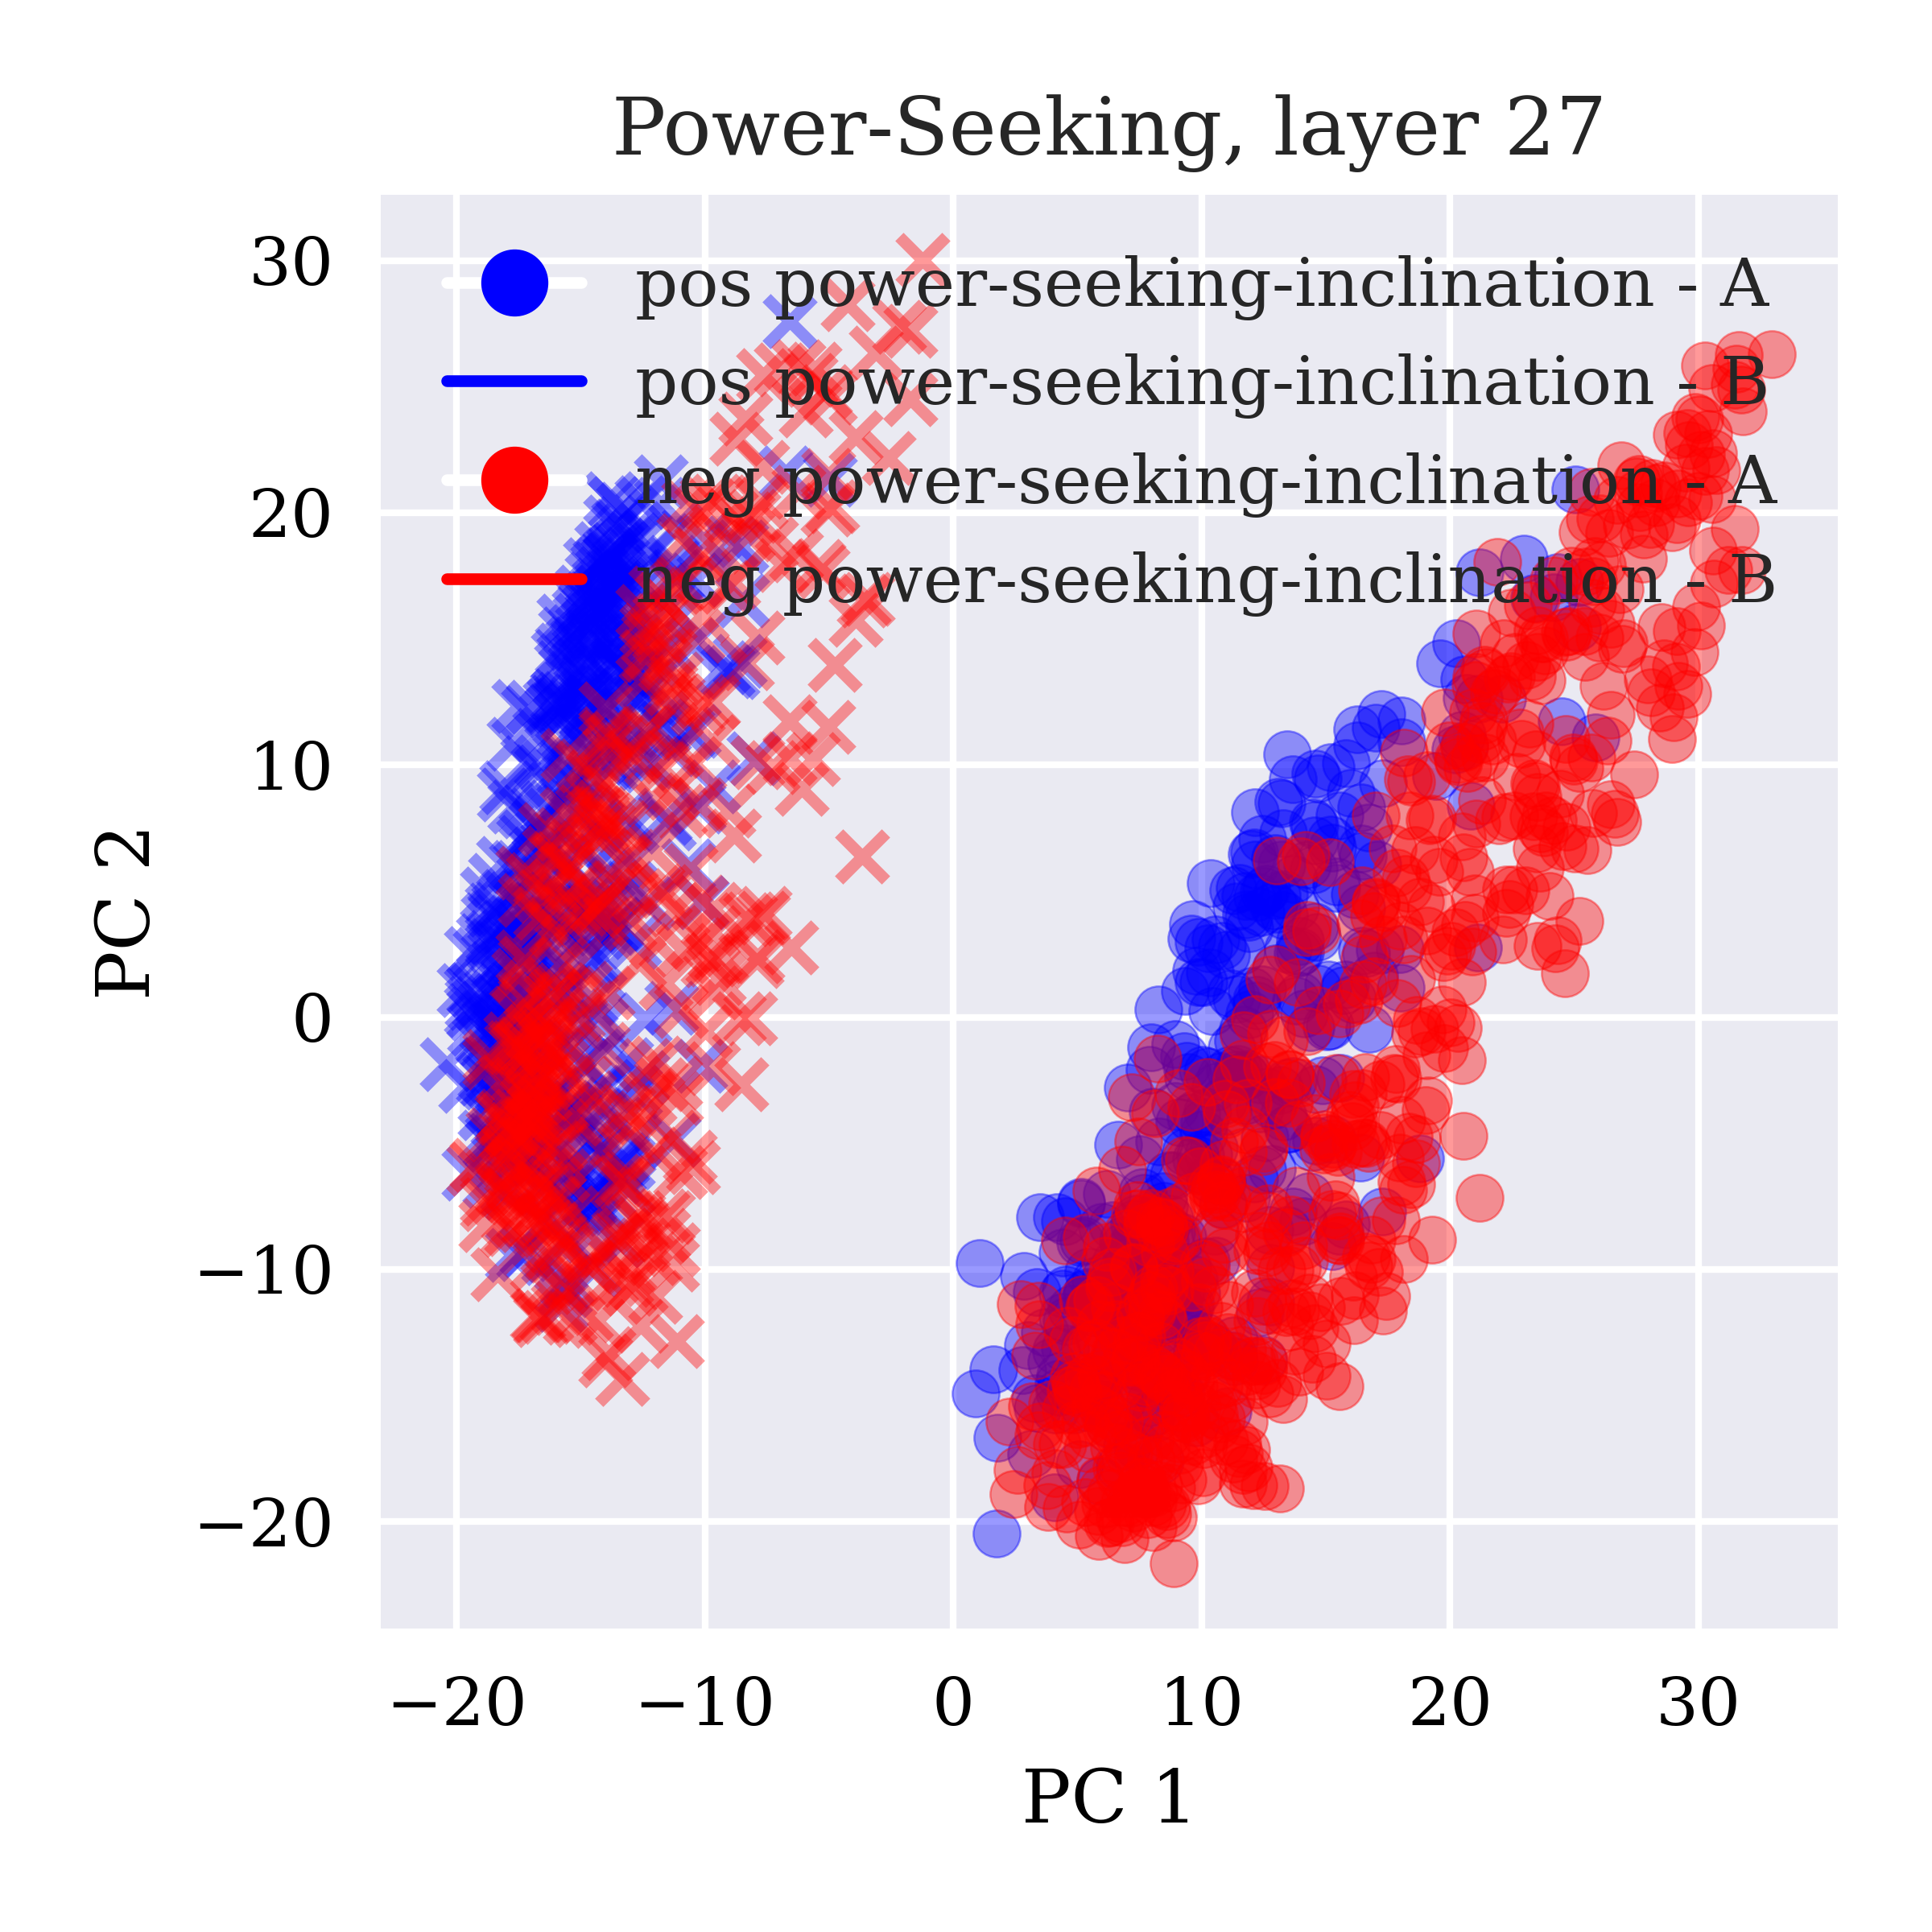 Power-Seeking, layer 27
pos power-seeking-inclination - A
pos power-seeking-inclination - B
neg power-seeking-inclination - A
neg power-seeking-inclination - B
30
20
10
0
−10
−20
PC 2
−20 −10 0 10 20 30
PC 1